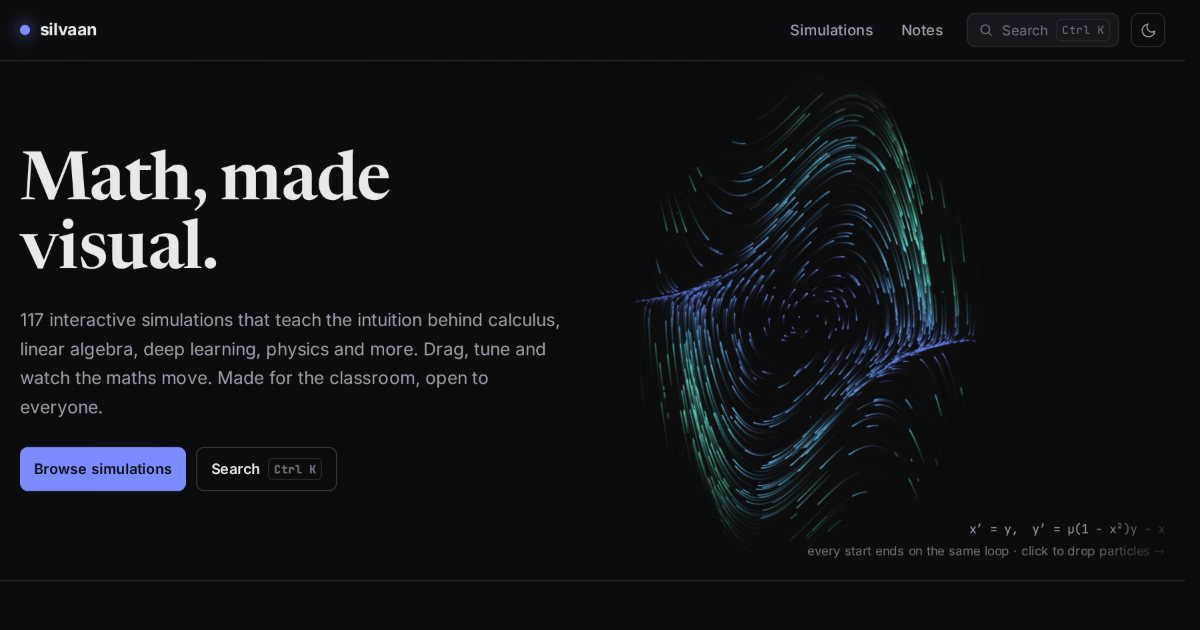 silvaan
Simulations
Notes
Search Ctrl K
Math, made
visual.
117 interactive simulations that teach the intuition behind calculus,
linear algebra, deep learning, physics and more. Drag, tune and
watch the maths move. Made for the classroom, open to
everyone.
Browse simulations
Search Ctrl K
x′ = y, y′ = μ(1 - x²)y - x
every start ends on the same loop · click to drop particles →